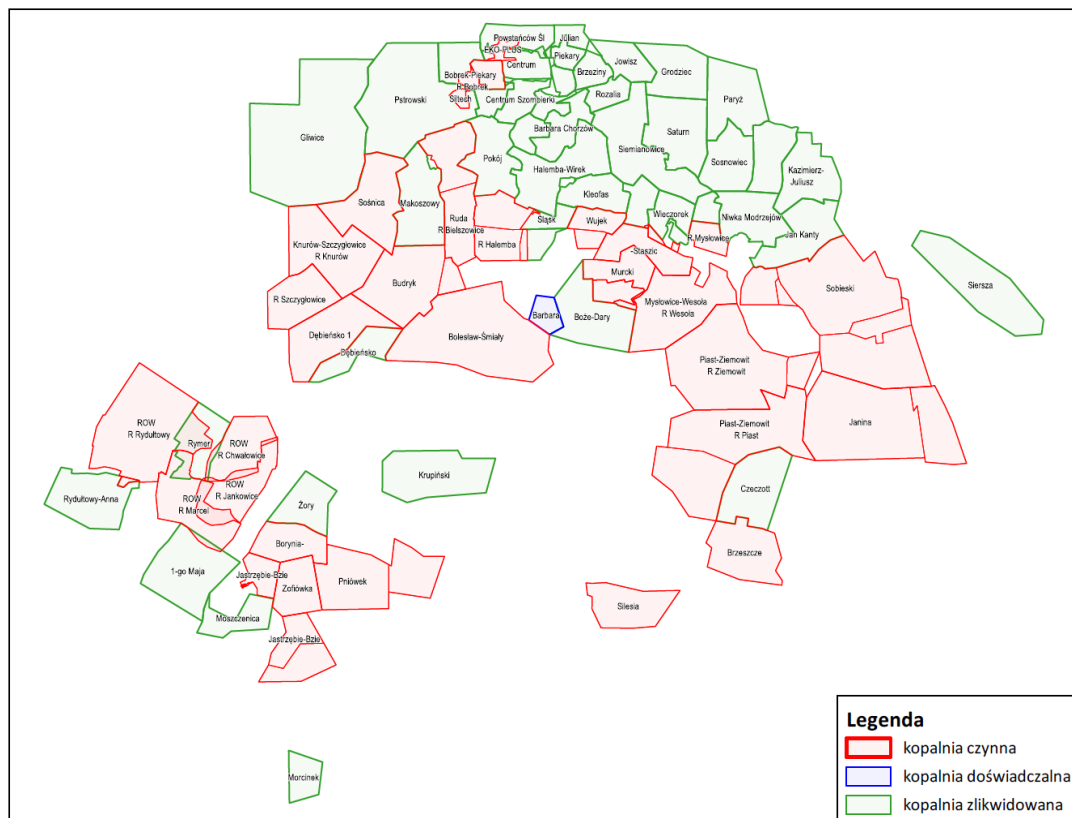 Powstańców Śl
Julian
EKO-PLUS
Centrum
Piekary
Jowisz
Grodziec
Bobrek-Piekary
R Bobrek
Brzeziny
Pstrowski
Siltech
Centrum Szombierki
Rozalia
Paryż
Gliwice
Barbara Chorzów
Saturn
Siemianowice
Pokój
Halemba-Wirek
Sosnowiec
Kazimierz-
Juliusz
Sośnica
Makoszowy
Kleofas
Ruda
R Bielszowice
Śląsk
Wujek
Wieczorek
Niwka Modrzejów
Knurów-Szczygłowice
R Knurów
R Halemba
R.Mysłowice
Jan Kanty
-Staszic
Murcki
R Szczygłowice
Budryk
Mysłowice-Wesoła
R Wesoła
Sobieski
Siersza
Barbara
Boże-Dary
Dębieńsko 1
Bolesław-Śmiały
Dębieńsko
Piast-Ziemowit
R Ziemowit
ROW
R Rydułtowy
Rymer
ROW
R Chwałowice
Piast-Ziemowit
R Piast
Janina
Krupiński
Rydułtowy-Anna
ROW
R Marcel
ROW
R Jankowice
Żory
Czeczott
Borynia-
Brzeszcze
1-go Maja
Jastrzębie-Bzie
Zofiówka
Pniówek
Silesia
Moszczenica
Jastrzębie-Bzie
Morcinek
Legenda
kopalnia czynna
kopalnia doświadczalna
kopalnia zlikwidowana